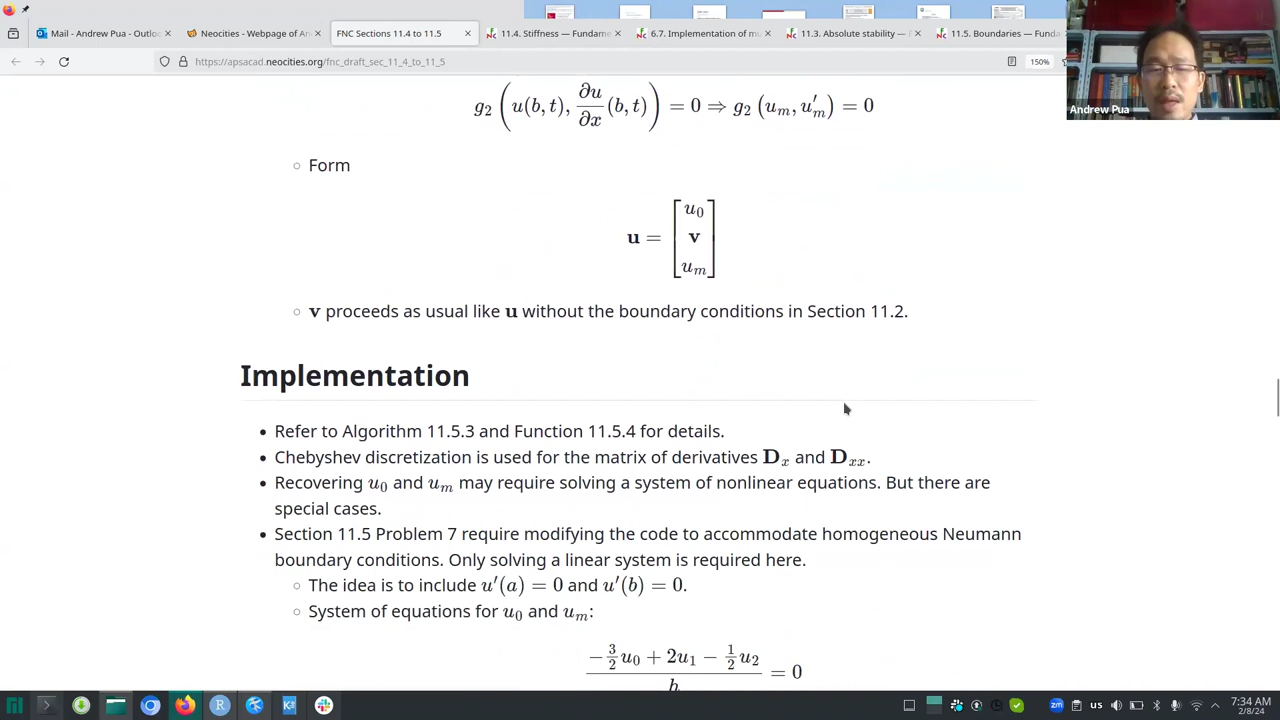 Mail - Andrew Pua - Outlo
Neocities - Webpage of An
FNC Sections 11.4 to 11.5
11.4. Stiffness — Fundame
6.7. Implementation of mu
11.3. Absolute stability — F
11.5. Boundaries — Funda
https://apsacad.neocities.org/fnc_draft_sec_11_4_to_11_5
150%
Andrew Pua
g₂ ( u(b, t), ∂u/∂x (b, t) ) = 0 ⇒ g₂ (uₘ, u′ₘ) = 0
Form
u = [ u₀ v uₘ ]
v proceeds as usual like u without the boundary conditions in Section 11.2.
Implementation
Refer to Algorithm 11.5.3 and Function 11.5.4 for details.
Chebyshev discretization is used for the matrix of derivatives Dₓ and Dₓₓ.
Recovering u₀ and uₘ may require solving a system of nonlinear equations. But there are
special cases.
Section 11.5 Problem 7 require modifying the code to accommodate homogeneous Neumann
boundary conditions. Only solving a linear system is required here.
The idea is to include u′(a) = 0 and u′(b) = 0.
System of equations for u₀ and uₘ:
(−3/2 u₀ + 2u₁ − 1/2 u₂) / h = 0
us
7:34 AM
2/8/24